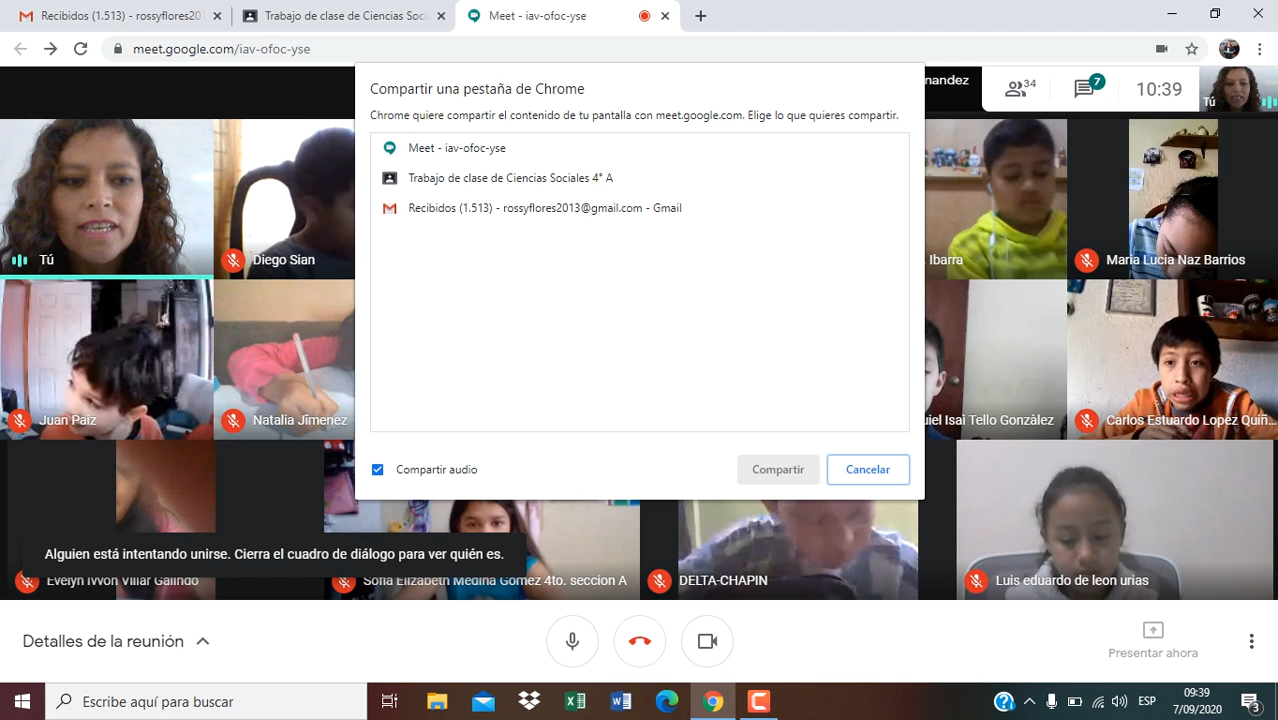 Recibidos (1.513) - rossyflores201
Trabajo de clase de Ciencias Soci
Meet - iav-ofoc-yse
meet.google.com/iav-ofoc-yse
Compartir una pestaña de Chrome
Chrome quiere compartir el contenido de tu pantalla con meet.google.com. Elige lo que quieres compartir.
Meet - iav-ofoc-yse
Trabajo de clase de Ciencias Sociales 4° A
Recibidos (1.513) - rossyflores2013@gmail.com - Gmail
Compartir audio
Compartir
Cancelar
nandez
34
7
10:39
Tú
Tú
Diego Sian
Ibarra
Maria Lucia Naz Barrios
Juan Paiz
Natalia Jîmenez
uiel Isaì Tello Gonzàlez
Carlos Estuardo Lopez Quiñ...
Alguien está intentando unirse. Cierra el cuadro de diálogo para ver quién es.
Evelyn Ivvon Villar Galindo
Sofia Elizabeth Medina Gomez 4to. seccion A
DELTA-CHAPIN
Luis eduardo de leon urias
Detalles de la reunión
Presentar ahora
Escribe aquí para buscar
ESP
09:39
7/09/2020
3